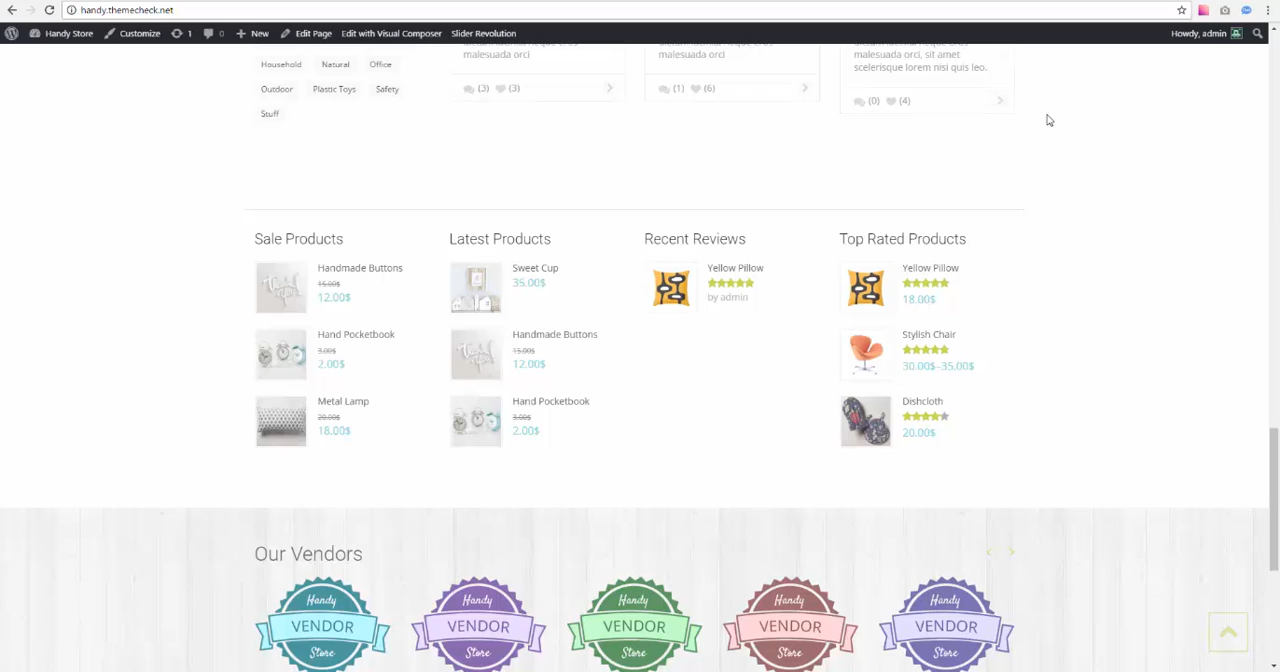 handy.themecheck.net
Handy Store
Customize
1
0
New
Edit Page
Edit with Visual Composer
Slider Revolution
Howdy, admin
malesuada orci
malesuada orci
scelerisque lorem nisi quis leo.
malesuada orci, sit amet
Household
Natural
Office
Outdoor
Plastic Toys
Safety
Stuff
(3) (3)
(1) (6)
(0) (4)
Sale Products
Handmade Buttons
15.00$
12.00$
Hand Pocketbook
3.00$
2.00$
Metal Lamp
20.00$
18.00$
Latest Products
Sweet Cup
35.00$
Handmade Buttons
15.00$
12.00$
Hand Pocketbook
3.00$
2.00$
Recent Reviews
Yellow Pillow
by admin
Top Rated Products
Yellow Pillow
18.00$
Stylish Chair
30.00$–35.00$
Dishcloth
20.00$
Our Vendors
Handy
VENDOR
Store
Handy
VENDOR
Store
Handy
VENDOR
Store
Handy
VENDOR
Store
Handy
VENDOR
Store